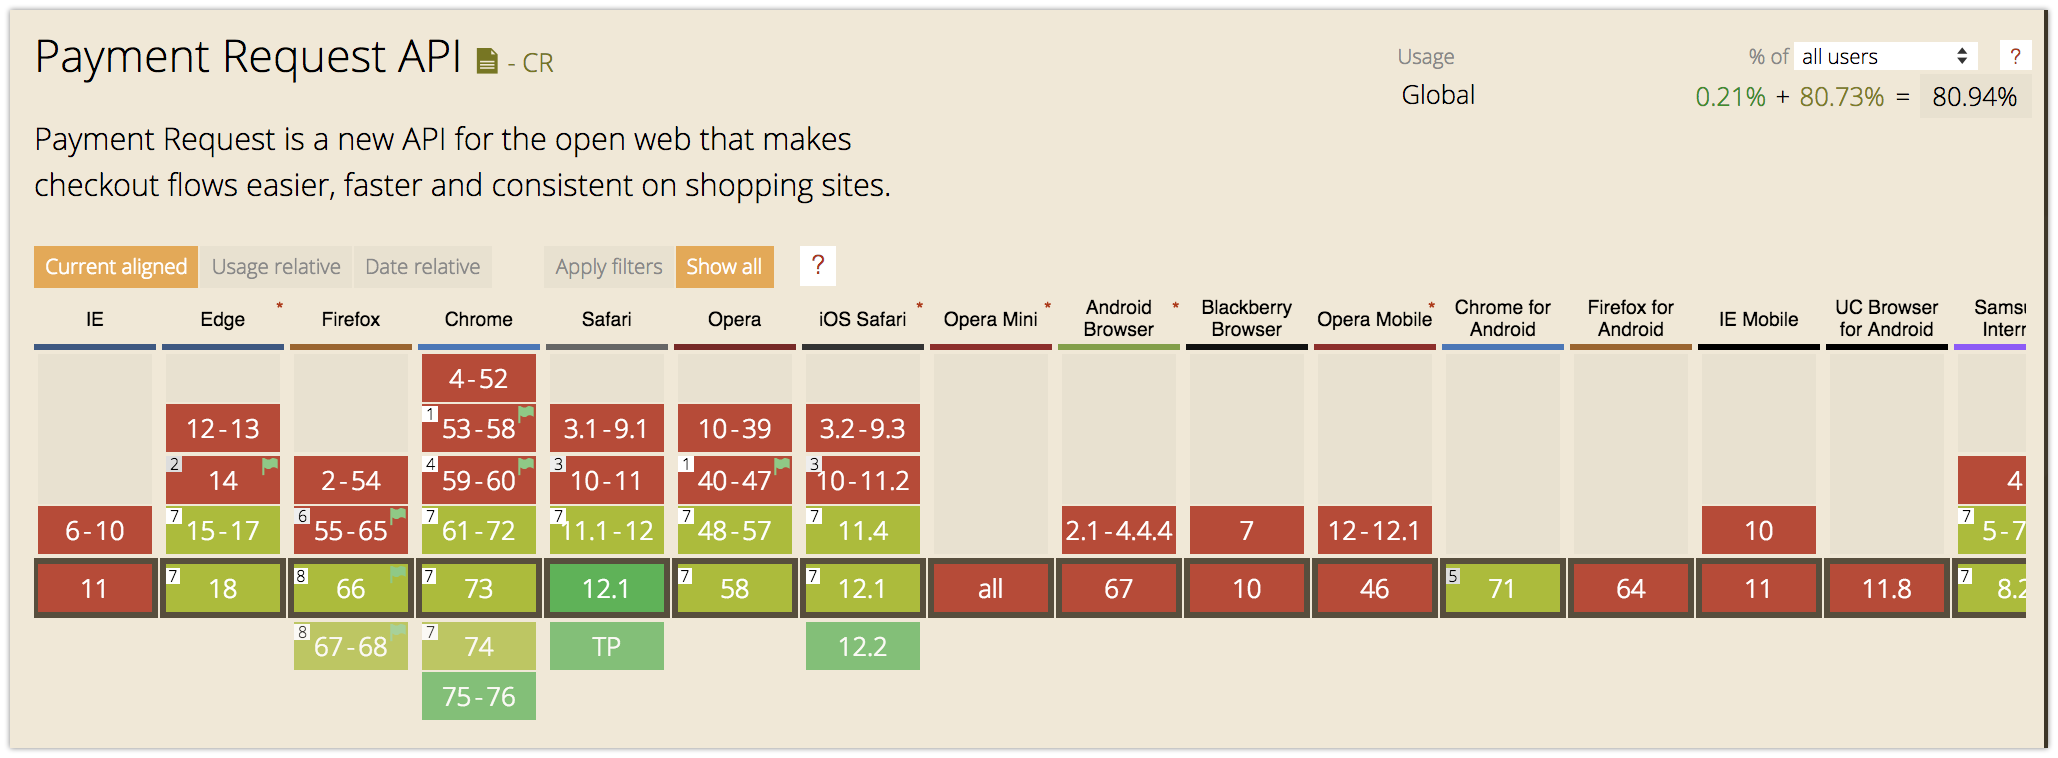 Payment Request API - CR
Usage % of all users ?
Global 0.21% + 80.73% = 80.94%
Payment Request is a new API for the open web that makes
checkout flows easier, faster and consistent on shopping sites.
Current aligned Usage relative Date relative Apply filters Show all ?
IE Edge * Firefox Chrome Safari Opera iOS Safari * Opera Mini * Android Browser * Blackberry Browser Opera Mobile * Chrome for Android Firefox for Android IE Mobile UC Browser for Android
4-52
12-13 1 53-58 3.1-9.1 10-39 3.2-9.3
2 14 2-54 4 59-60 3 10-11 1 40-47 3 10-11.2 4
6-10 7 15-17 6 55-65 7 61-72 7 11.1-12 7 48-57 7 11.4 2.1-4.4.4 7 12-12.1 10 7 5-7
11 7 18 8 66 7 73 12.1 7 58 7 12.1 all 67 10 46 5 71 64 11 11.8 7 8.2
8 67-68 7 74 TP 12.2
75-76